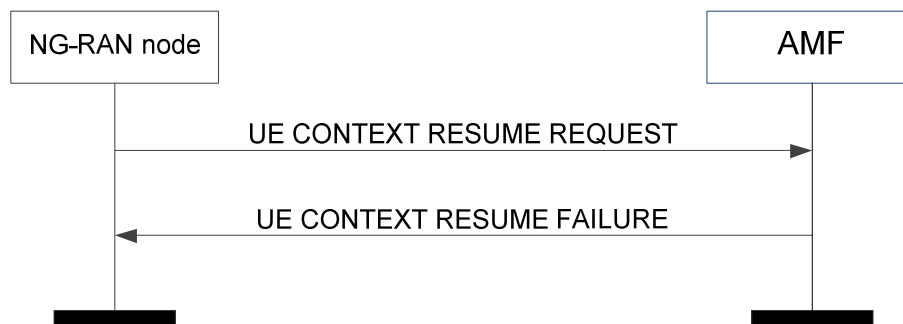 NG-RAN node
AMF
UE CONTEXT RESUME REQUEST
UE CONTEXT RESUME FAILURE